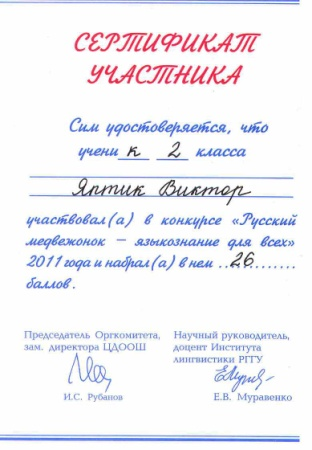 СЕРТИФИКАТ
УЧАСТНИКА
Сим удостоверяется, что
учени к 2 класса
Яптик Виктор
участвовал(а) в конкурсе «Русский
медвежонок – языкознание для всех»
2011 года и набрал(а) в нем ..26........
баллов.
Председатель Оргкомитета,
зам. директора ЦДООШ
И.С. Рубанов
Научный руководитель,
доцент Института
лингвистики РГГУ
Е.В. Муравенко